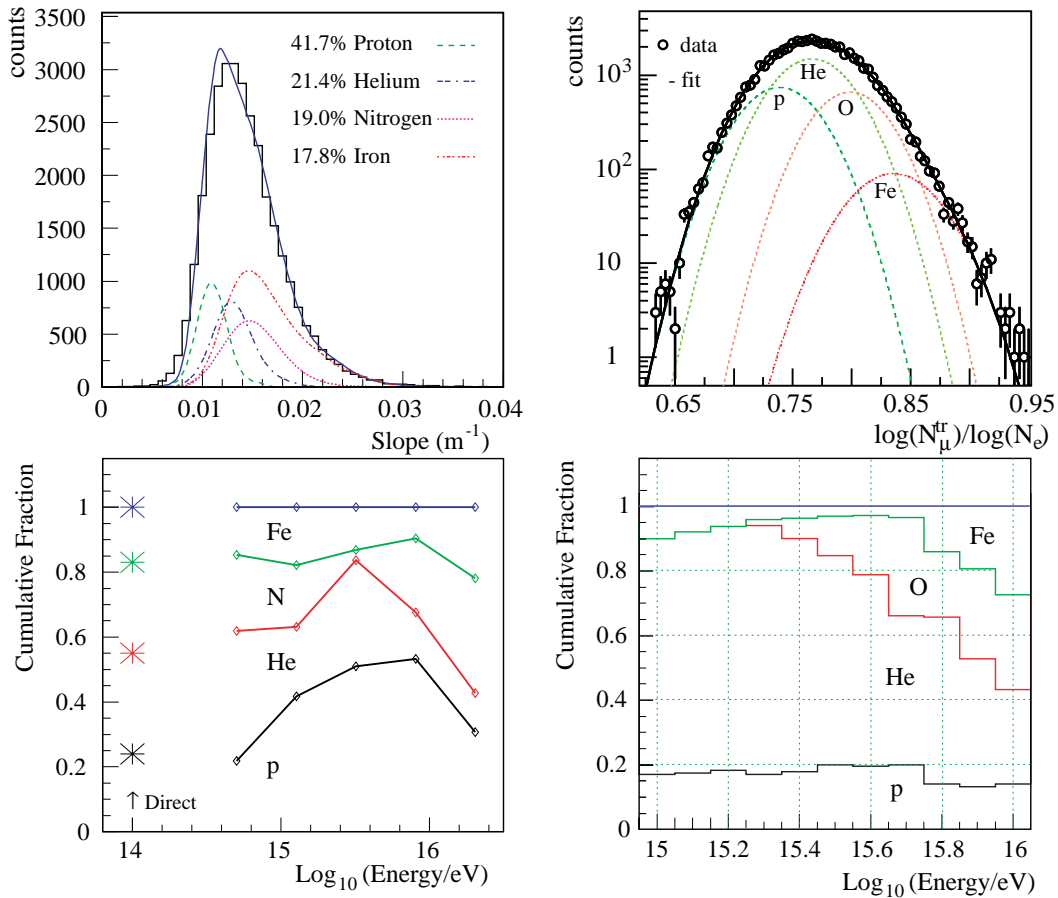 counts
3500
3000
2500
2000
1500
1000
500
0
41.7% Proton
21.4% Helium
19.0% Nitrogen
17.8% Iron
0 0.01 0.02 0.03 0.04
Slope (m⁻¹)
counts
10³
10²
10
1
data
- fit
He
p
O
Fe
0.65 0.75 0.85 0.95
log(N_μ^tr)/log(N_e)
Cumulative Fraction
1
0.8
0.6
0.4
0.2
0
Fe
N
He
p
↑ Direct
14 15 16
Log₁₀ (Energy/eV)
Cumulative Fraction
1
0.8
0.6
0.4
0.2
0
Fe
O
He
p
15 15.2 15.4 15.6 15.8 16
Log₁₀ (Energy/eV)